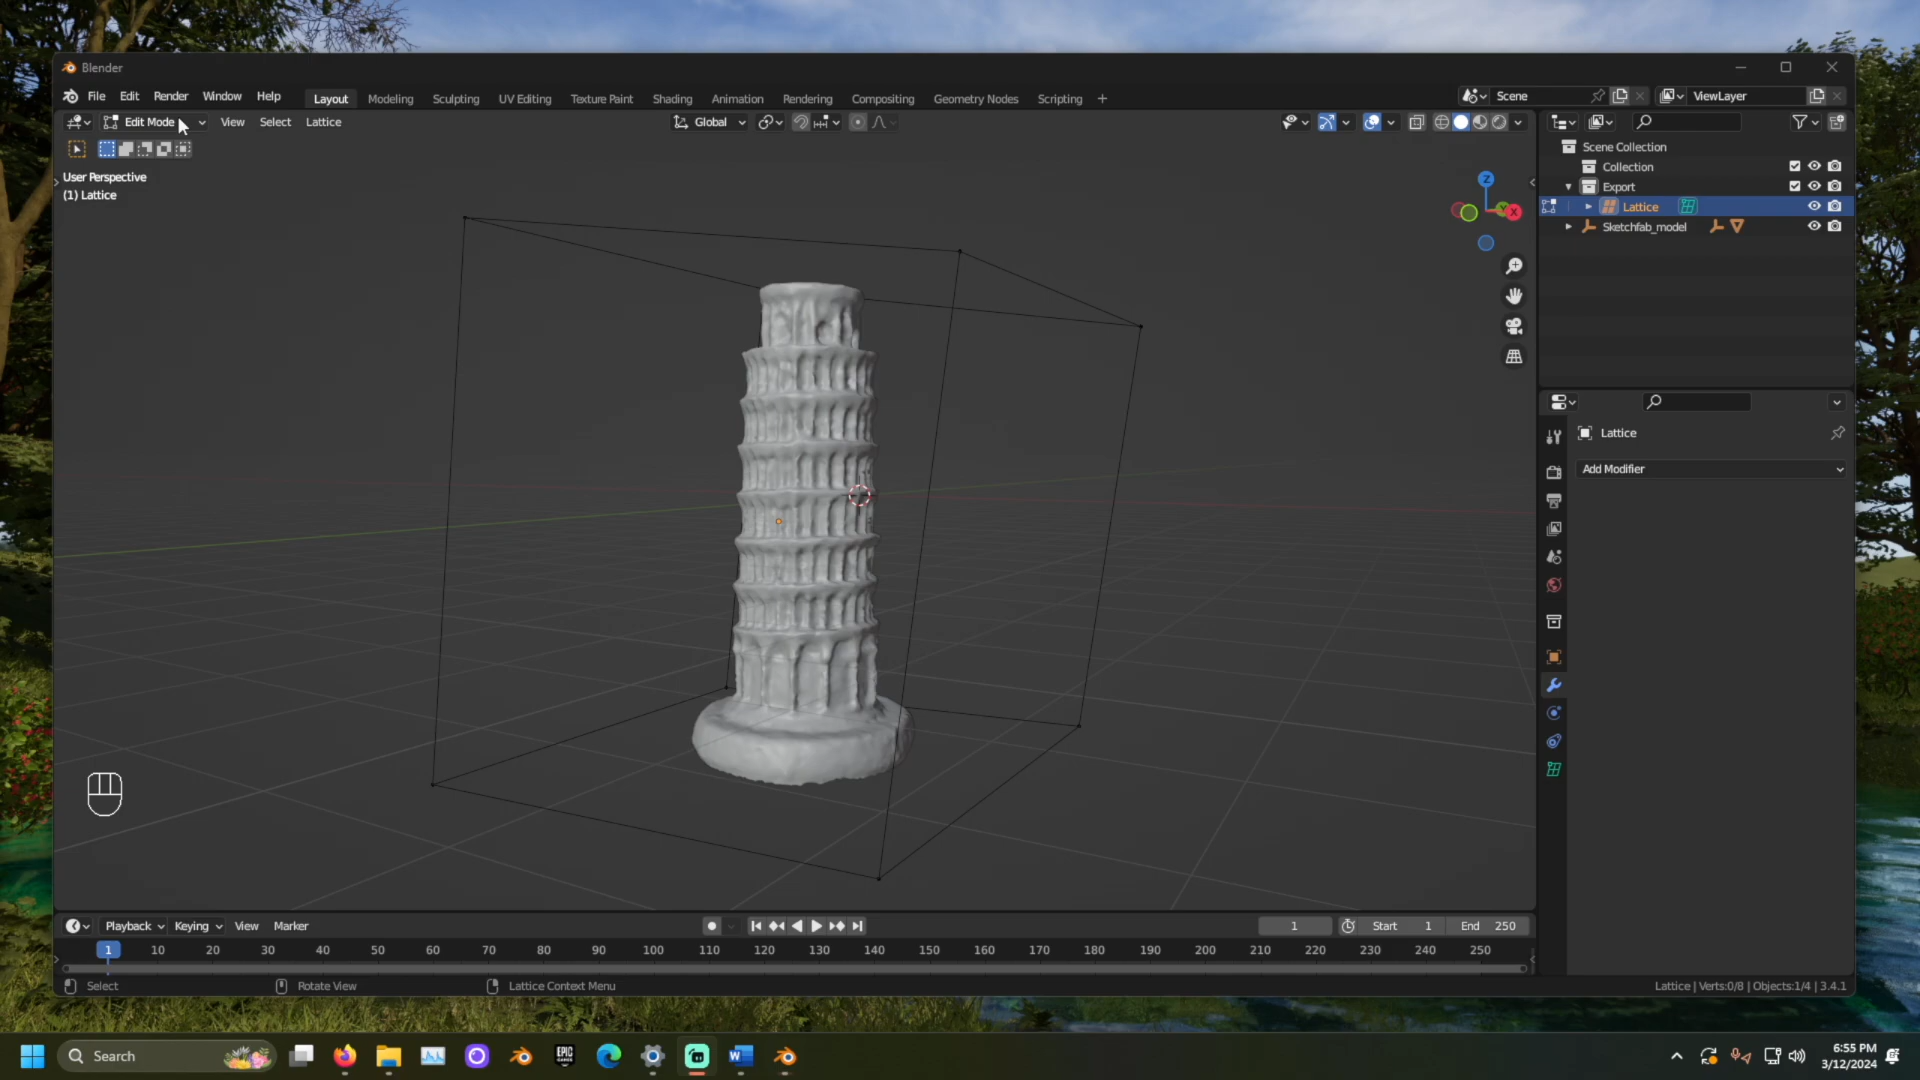 Blender
File Edit Render Window Help Layout Modeling Sculpting UV Editing Texture Paint Shading Animation Rendering Compositing Geometry Nodes Scripting + Scene ViewLayer
Edit Mode View Select Lattice Global
User Perspective
(1) Lattice
Z
Y
X
Scene Collection
Collection
Export
Lattice
Sketchfab_model
Lattice
Add Modifier
Playback Keying View Marker 1 Start 1 End 250
1 10 20 30 40 50 60 70 80 90 100 110 120 130 140 150 160 170 180 190 200 210 220 230 240 250
Select Rotate View Lattice Context Menu Lattice | Verts:0/8 | Objects:1/4 | 3.4.1
Search
EPIC
GAMES
W
6:55 PM
3/12/2024